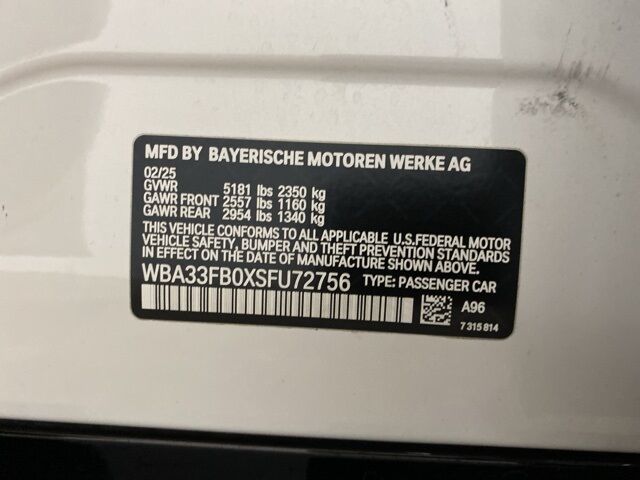 MFD BY BAYERISCHE MOTOREN WERKE AG
02/25
GVWR 5181 lbs 2350 kg
GAWR FRONT 2557 lbs 1160 kg
GAWR REAR 2954 lbs 1340 kg
THIS VEHICLE CONFORMS TO ALL APPLICABLE U.S.FEDERAL MOTOR
VEHICLE SAFETY, BUMPER AND THEFT PREVENTION STANDARDS
IN EFFECT ON THE DATE OF MANUFACTURE SHOWN ABOVE.
WBA33FB0XSFU72756 TYPE: PASSENGER CAR
A96
7 315 814